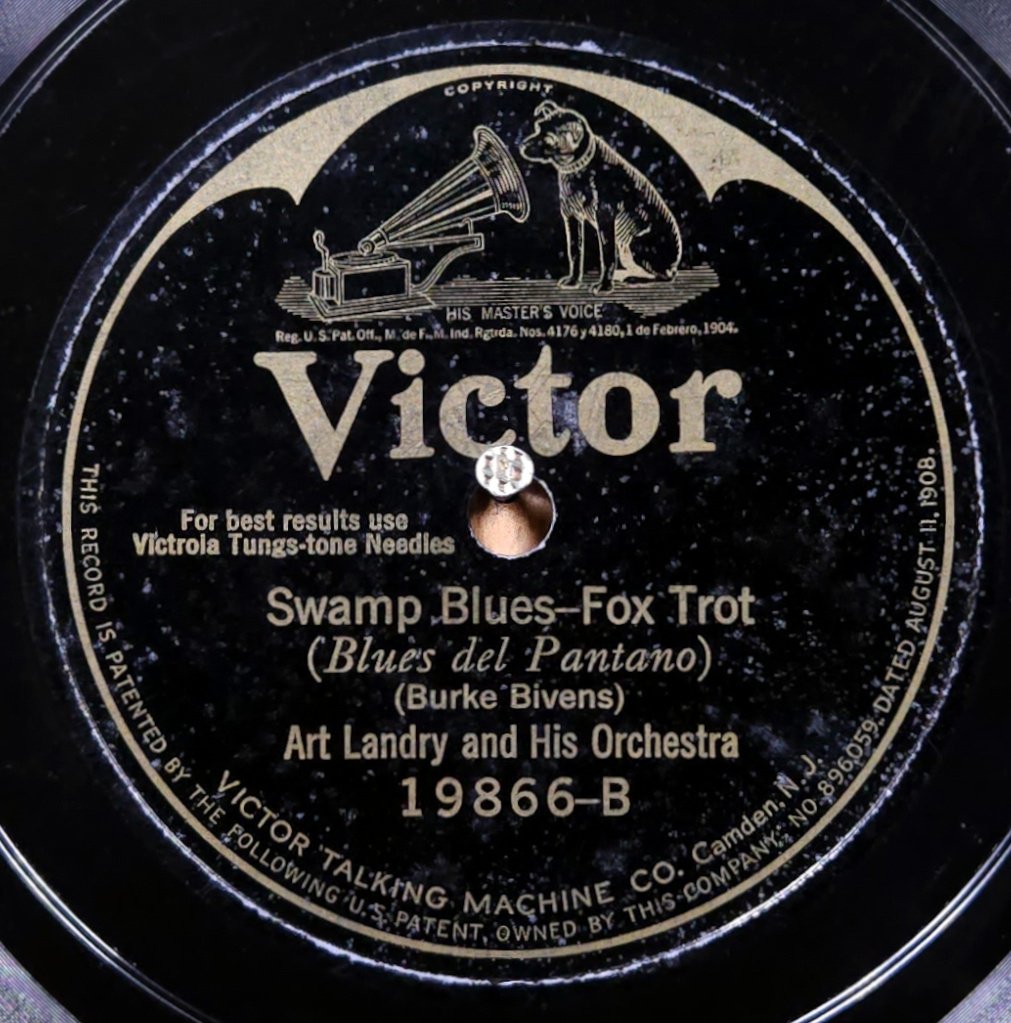 COPYRIGHT
HIS MASTER'S VOICE
Reg. U. S. Pat. Off., M. de F., M. Ind. Rgtrda. Nos. 4176 y 4180, 1 de Febrero, 1904.
Victor
For best results use
Victrola Tungs-tone Needles
Swamp Blues–Fox Trot
(Blues del Pantano)
(Burke Bivens)
Art Landry and His Orchestra
19866–B
VICTOR TALKING MACHINE CO. Camden, N. J.
THIS RECORD IS PATENTED BY THE FOLLOWING U. S. PATENT, OWNED BY THIS COMPANY: NO 896059. DATED AUGUST 11, 1908.